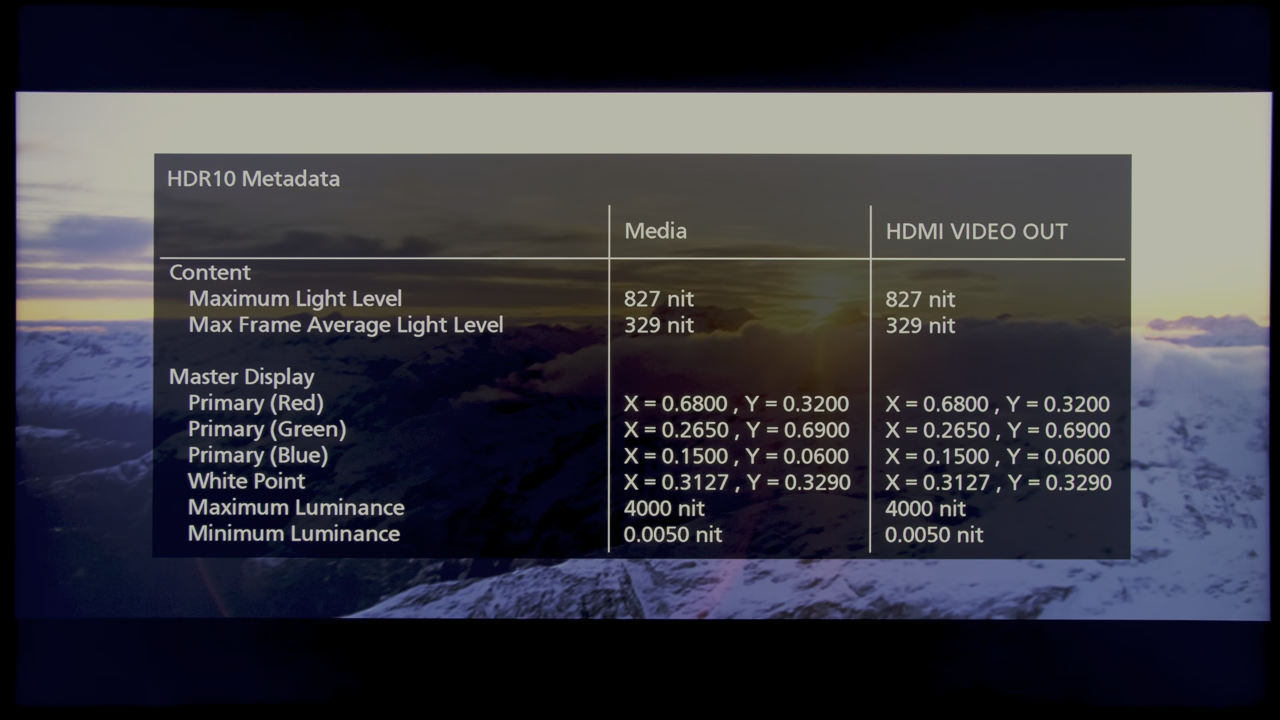 HDR10 Metadata
Media HDMI VIDEO OUT
Content
Maximum Light Level 827 nit 827 nit
Max Frame Average Light Level 329 nit 329 nit
Master Display
Primary (Red) X = 0.6800 , Y = 0.3200 X = 0.6800 , Y = 0.3200
Primary (Green) X = 0.2650 , Y = 0.6900 X = 0.2650 , Y = 0.6900
Primary (Blue) X = 0.1500 , Y = 0.0600 X = 0.1500 , Y = 0.0600
White Point X = 0.3127 , Y = 0.3290 X = 0.3127 , Y = 0.3290
Maximum Luminance 4000 nit 4000 nit
Minimum Luminance 0.0050 nit 0.0050 nit